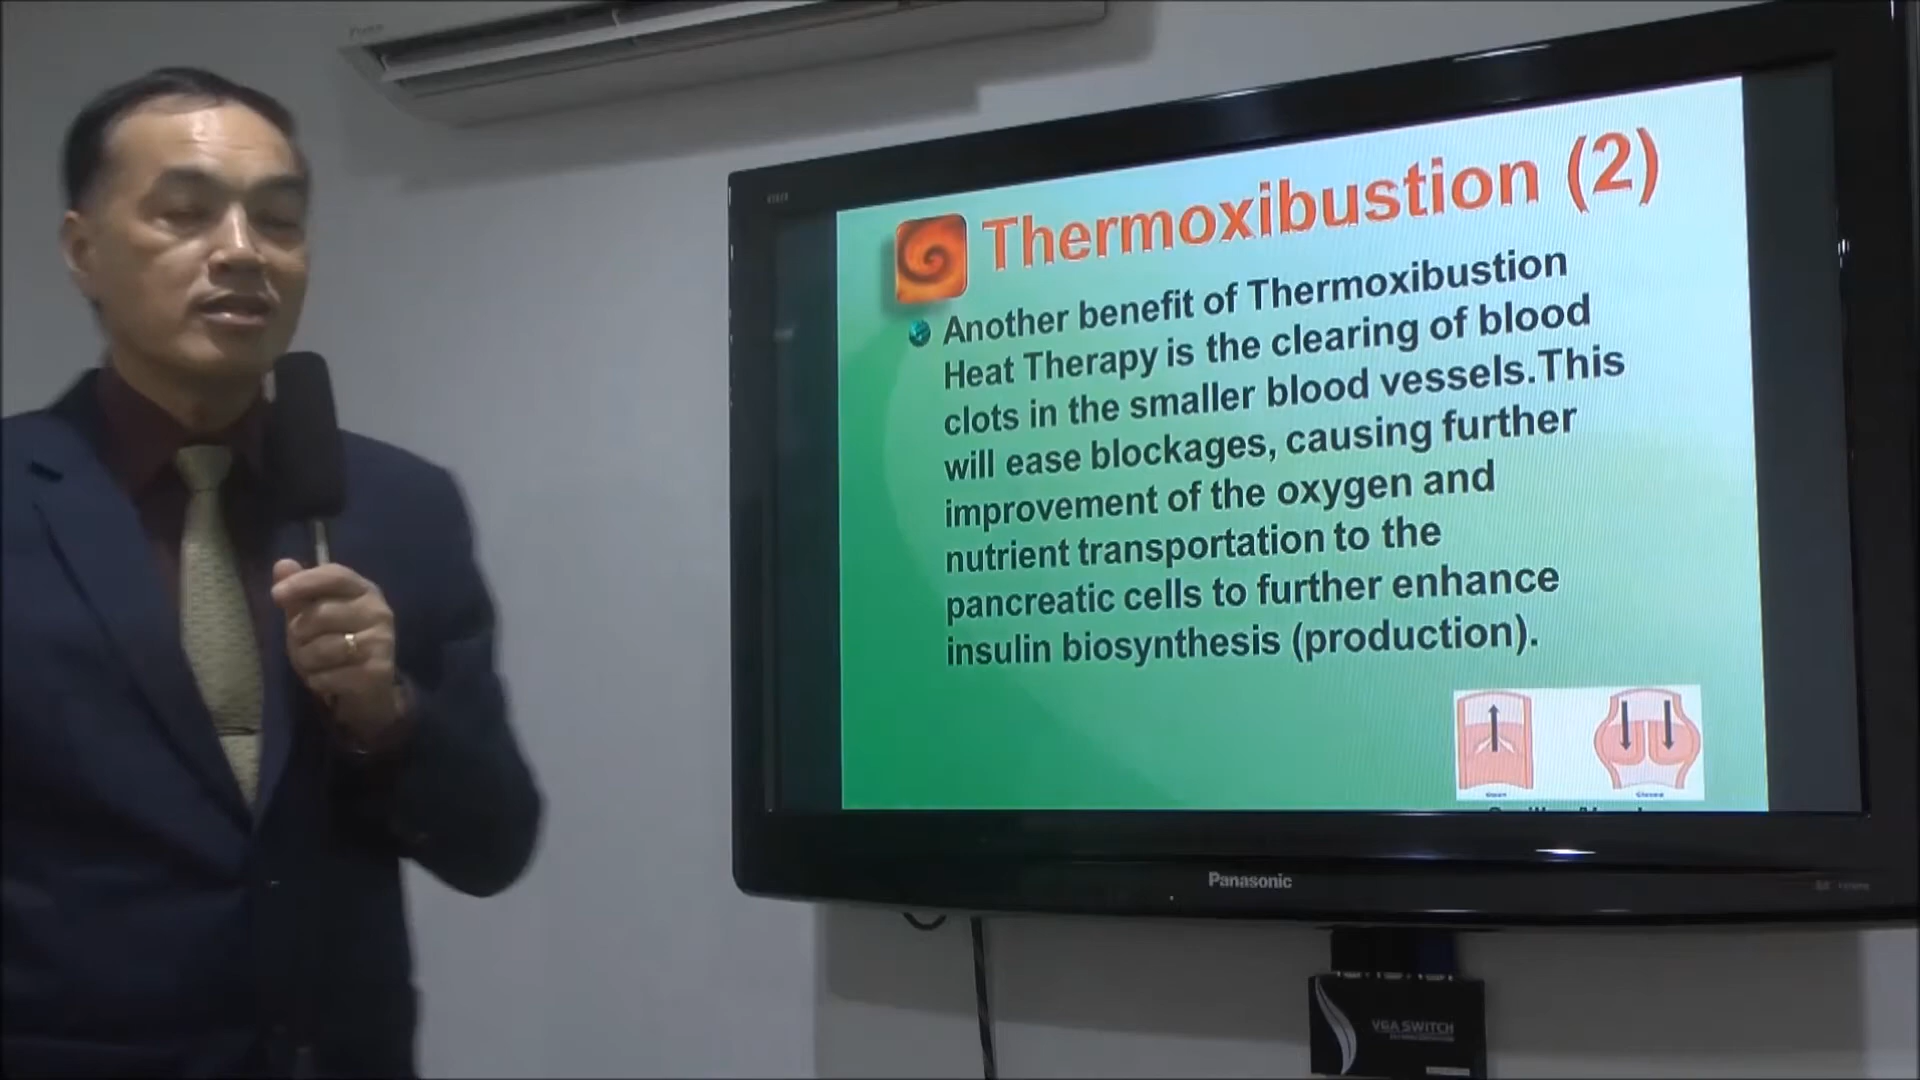 Thermoxibustion (2)
Another benefit of Thermoxibustion
Heat Therapy is the clearing of blood
clots in the smaller blood vessels.This
will ease blockages, causing further
improvement of the oxygen and
nutrient transportation to the
pancreatic cells to further enhance
insulin biosynthesis (production).
Panasonic
VGA SWITCH